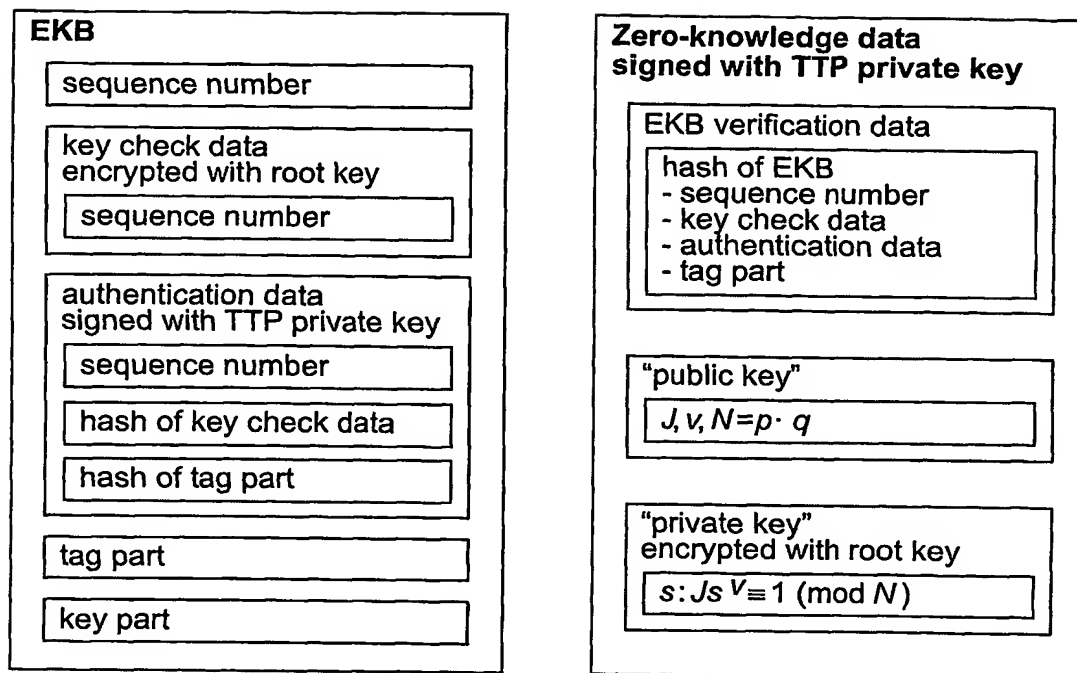 EKB
sequence number
key check data
encrypted with root key
sequence number
authentication data
signed with TTP private key
sequence number
hash of key check data
hash of tag part
tag part
key part
Zero-knowledge data
signed with TTP private key
EKB verification data
hash of EKB
- sequence number
- key check data
- authentication data
- tag part
“public key”
J, v, N=p· q
“private key”
encrypted with root key
s: Js^v≡1 (mod N)